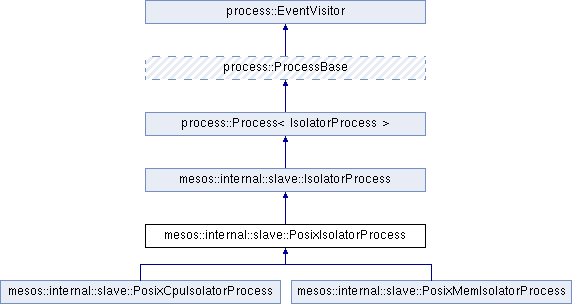 process::EventVisitor
process::ProcessBase
process::Process< IsolatorProcess >
mesos::internal::slave::IsolatorProcess
mesos::internal::slave::PosixIsolatorProcess
mesos::internal::slave::PosixCpuIsolatorProcess
mesos::internal::slave::PosixMemIsolatorProcess